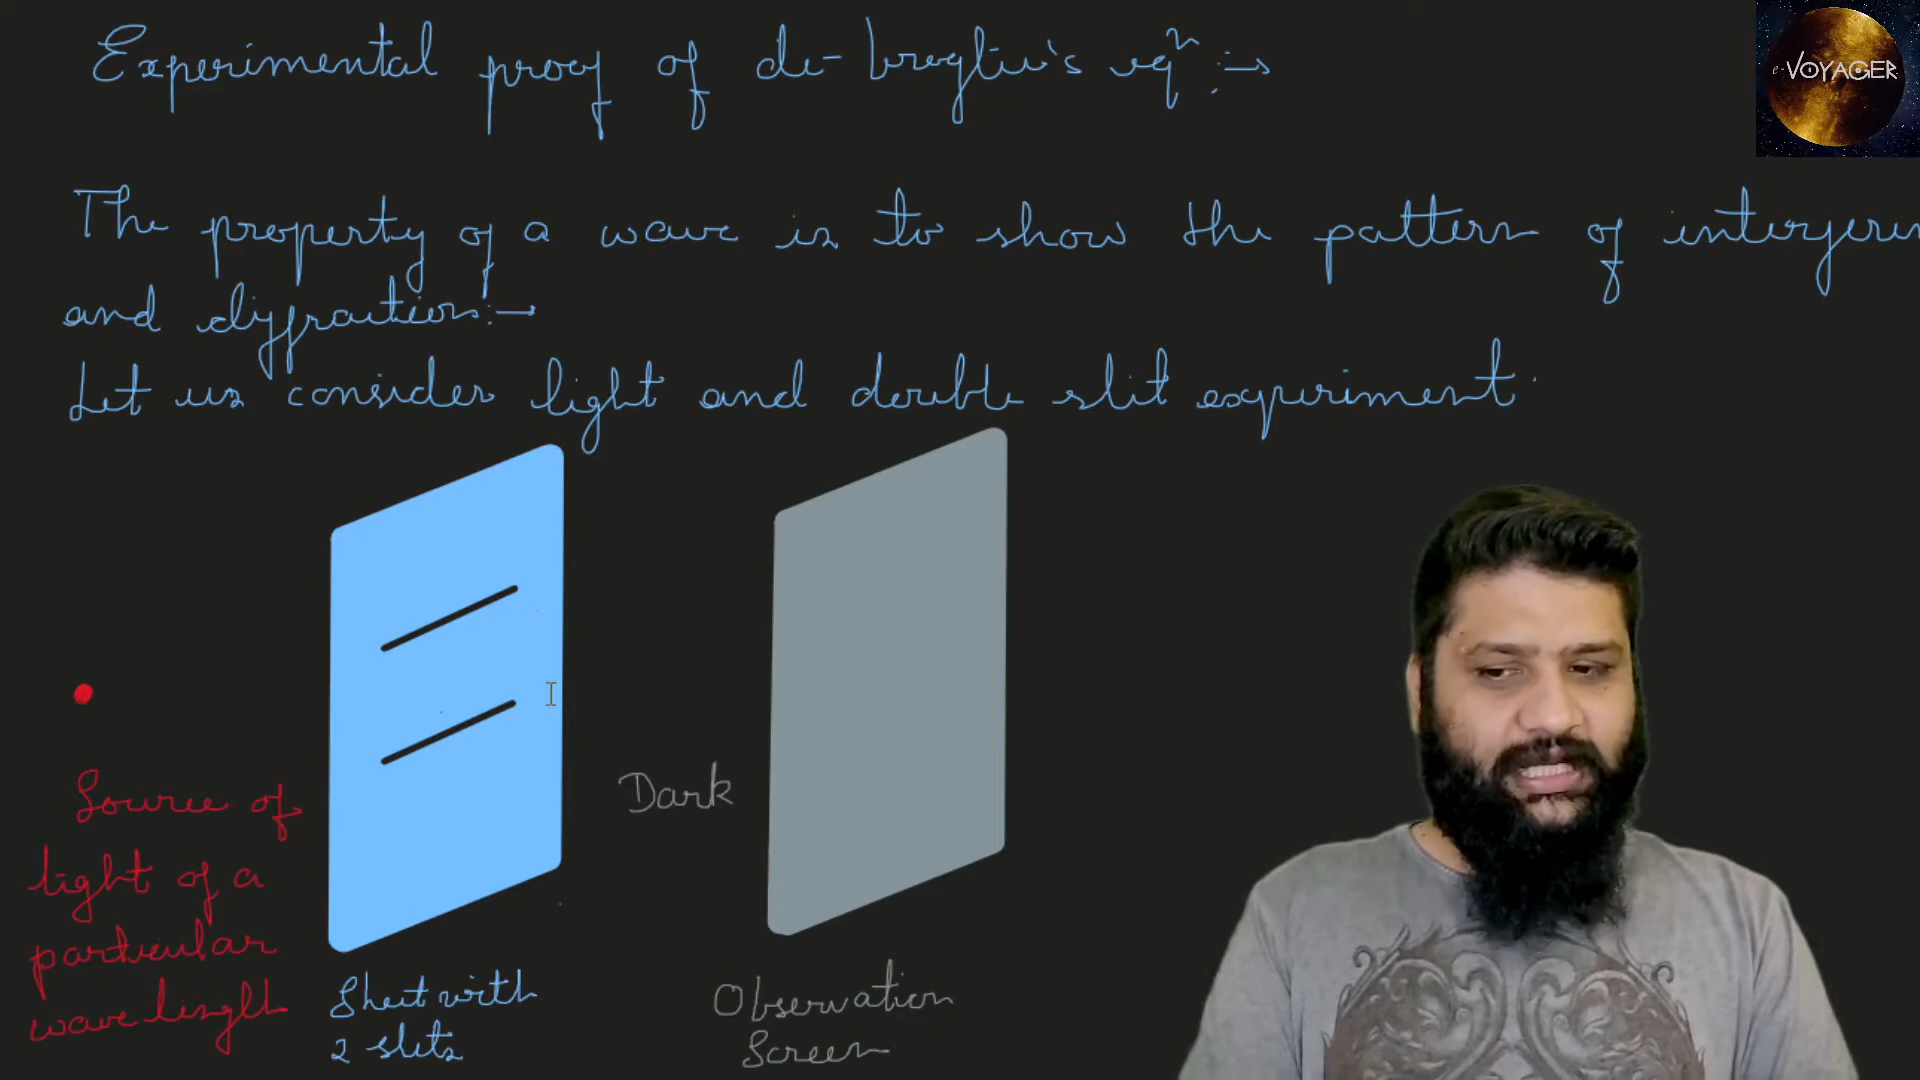 Experimental proof of de-broglie's eqⁿ :→
e-VOYAGER
The property of a wave is to show the pattern of interferen
and diffraction:→
Let us consider light and double slit experiment.
Dark
Source of
light of a
particular
wavelength
Sheet with
2 slits
Observation
Screen